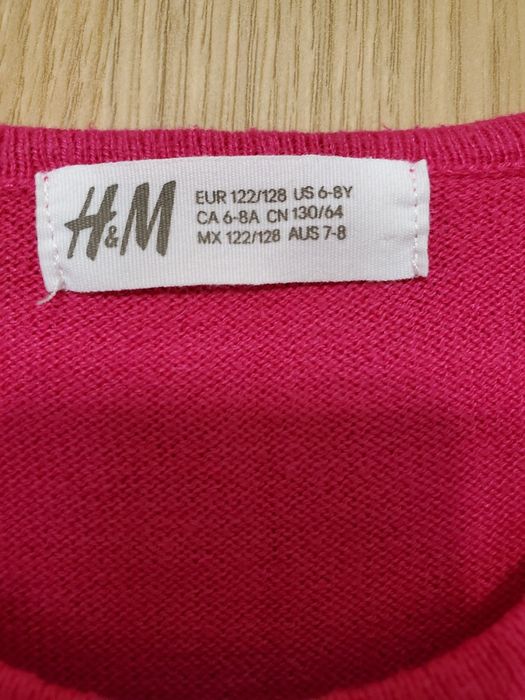 H&M
EUR 122/128 US 6-8Y
CA 6-8A CN 130/64
MX 122/128 AUS 7-8